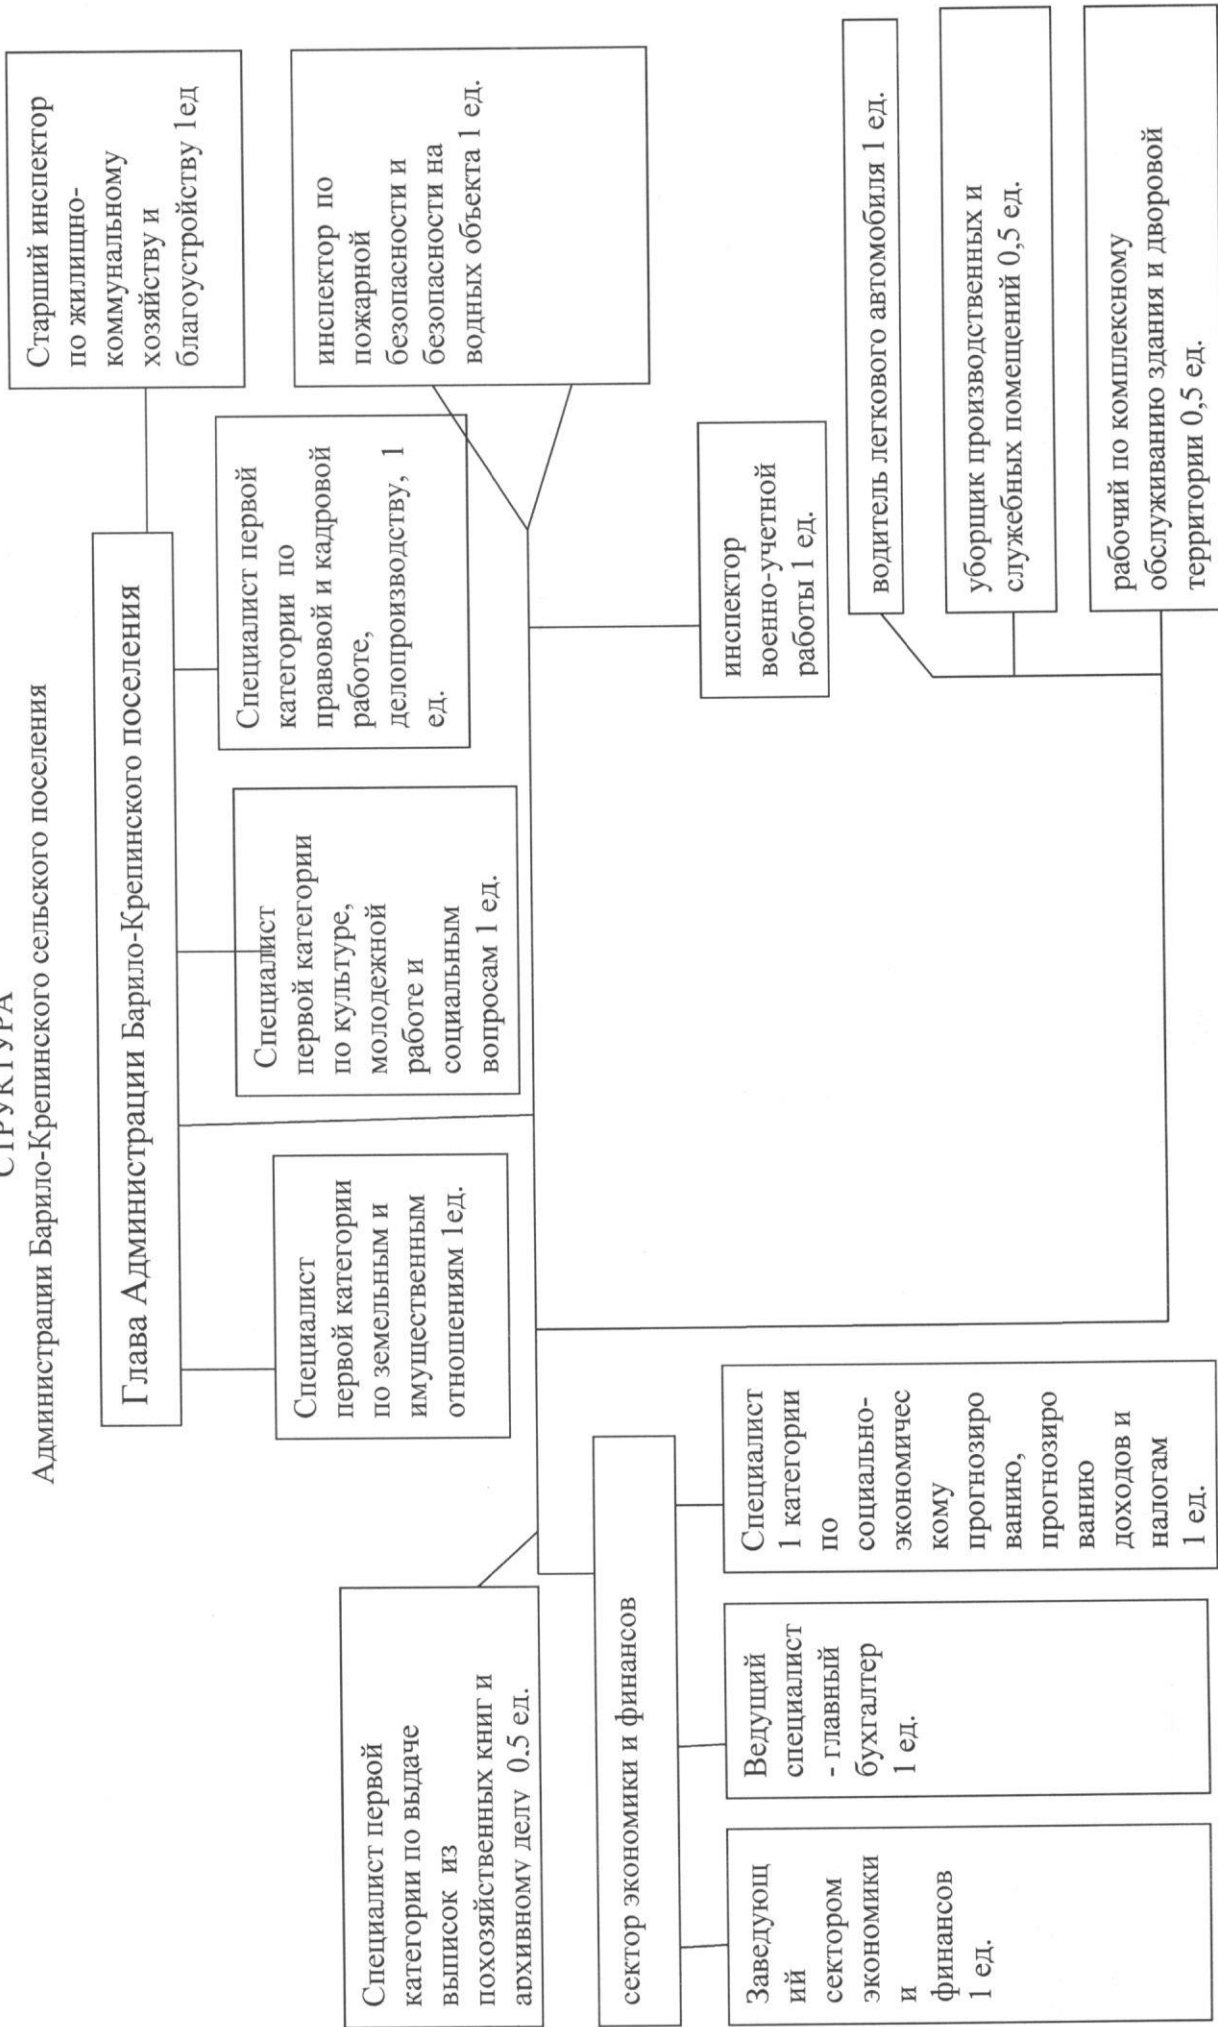 СТРУКТУРА
Администрации Барило-Крепинского сельского поселения
Глава Администрации Барило-Крепинского поселения
Специалист
первой категории
по земельным и
имущественным
отношениям 1ед.
Специалист
первой категории
по культуре,
молодежной
работе и
социальным
вопросам 1 ед.
Специалист первой
категории по
правовой и кадровой
работе,
делопроизводству, 1
ед.
Старший инспектор
по жилищно-
коммунальному
хозяйству и
благоустройству 1ед
инспектор по
пожарной
безопасности и
безопасности на
водных объекта 1 ед.
Специалист первой
категории по выдаче
выписок из
похозяйственных книг и
архивному делу 0.5 ед.
сектор экономики и финансов
Заведующ
ий
сектором
экономики
и
финансов
1 ед.
Ведущий
специалист
- главный
бухгалтер
1 ед.
Специалист
1 категории
по
социально-
экономичес
кому
прогнозиро
ванию,
прогнозиро
ванию
доходов и
налогам
1 ед.
инспектор
военно-учетной
работы 1 ед.
водитель легкового автомобиля 1 ед.
уборщик производственных и
служебных помещений 0,5 ед.
рабочий по комплексному
обслуживанию здания и дворовой
территории 0,5 ед.